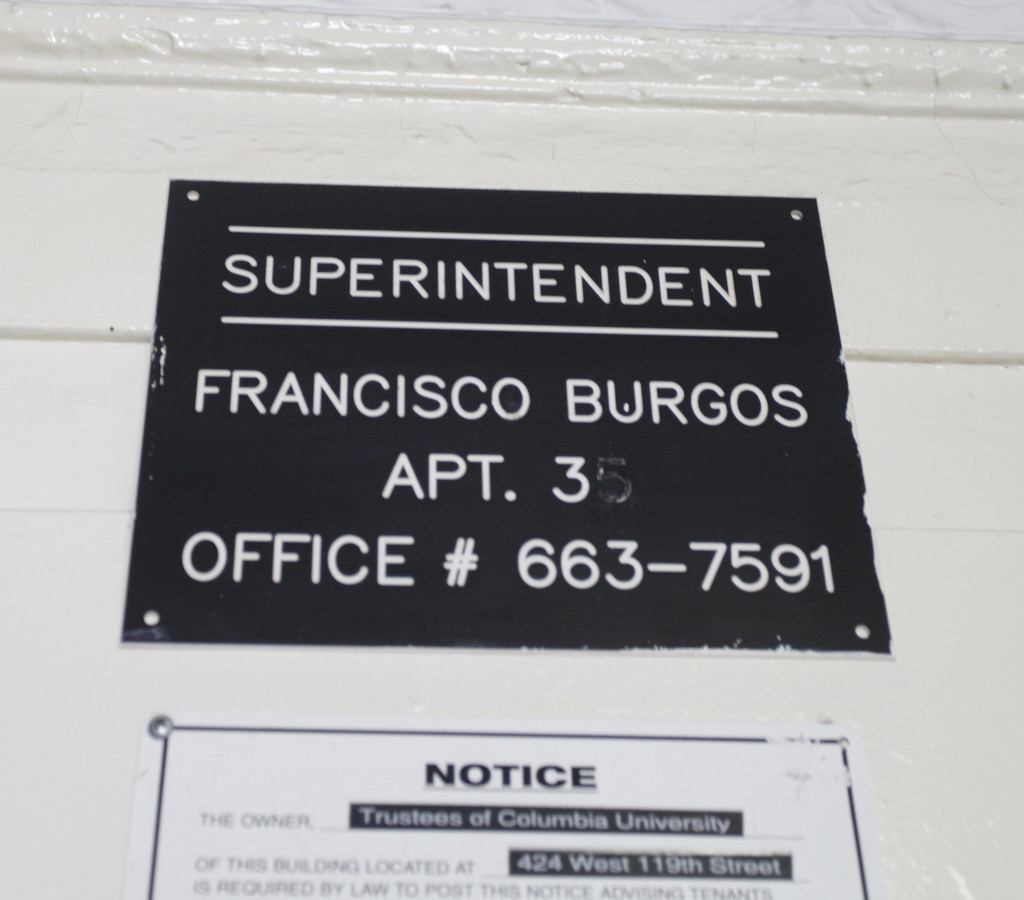 SUPERINTENDENT
FRANCISCO BURGOS
APT. 35
OFFICE # 663-7591
NOTICE
THE OWNER, Trustees of Columbia University
OF THIS BUILDING LOCATED AT 424 West 119th Street
IS REQUIRED BY LAW TO POST THIS NOTICE ADVISING TENANTS